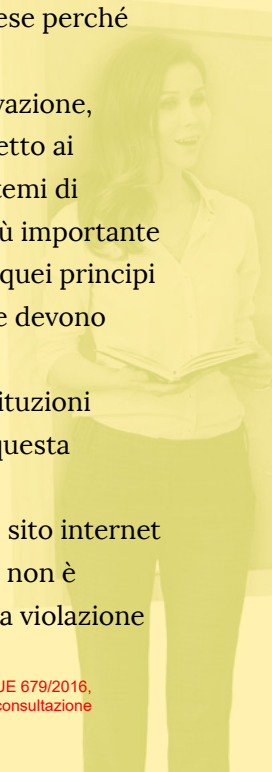 ese perché
vazione,
etto ai
temi di
ù importante
quei principi
e devono
ituzioni
questa
sito internet
non è
a violazione
UE 679/2016,
consultazione